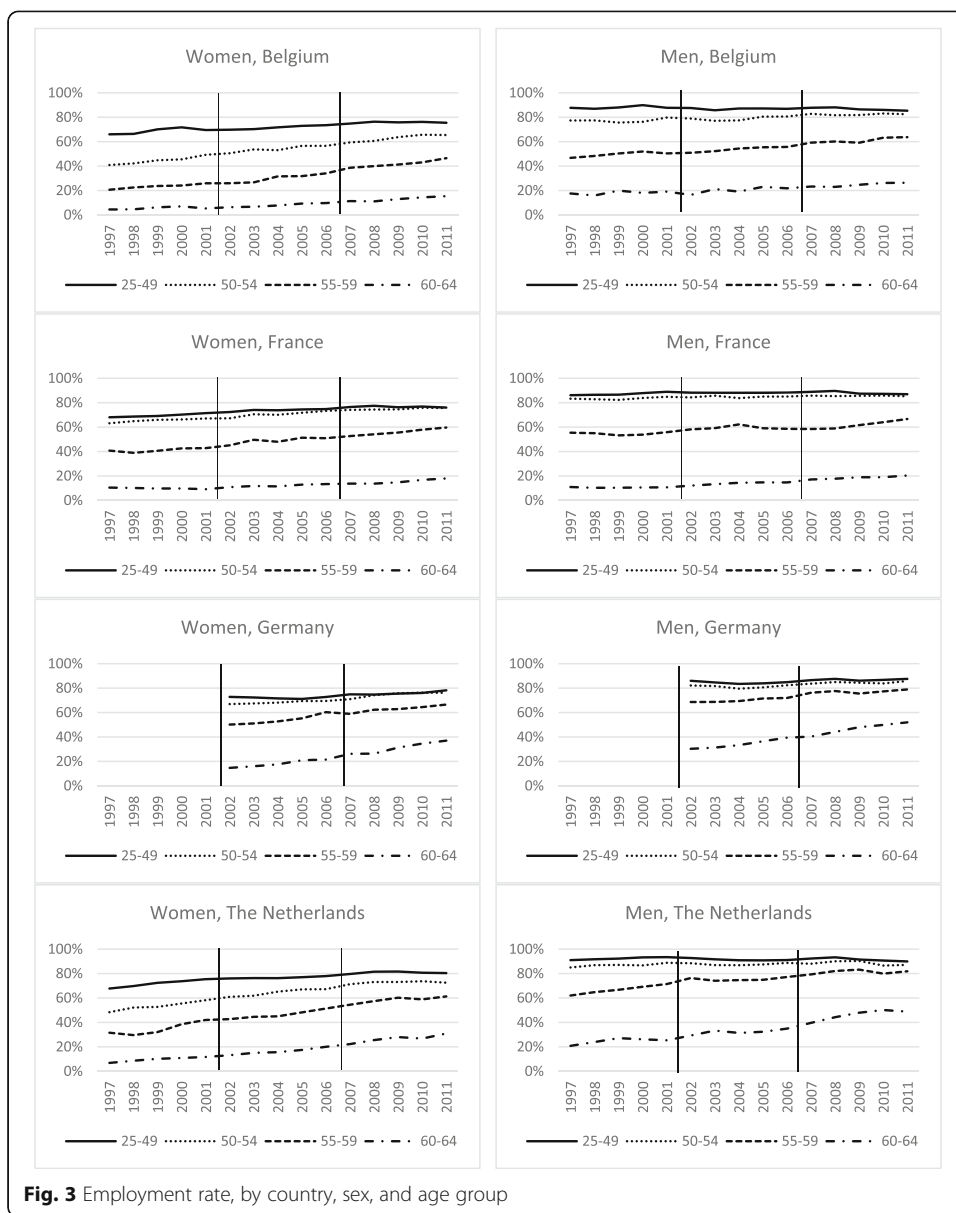 Women, Belgium
100%
80%
60%
40%
20%
0%
1997 1998 1999 2000 2001 2002 2003 2004 2005 2006 2007 2008 2009 2010 2011
25-49 50-54 55-59 60-64
Men, Belgium
100%
80%
60%
40%
20%
0%
1997 1998 1999 2000 2001 2002 2003 2004 2005 2006 2007 2008 2009 2010 2011
25-49 50-54 55-59 60-64
Women, France
100%
80%
60%
40%
20%
0%
1997 1998 1999 2000 2001 2002 2003 2004 2005 2006 2007 2008 2009 2010 2011
25-49 50-54 55-59 60-64
Men, France
100%
80%
60%
40%
20%
0%
1997 1998 1999 2000 2001 2002 2003 2004 2005 2006 2007 2008 2009 2010 2011
25-49 50-54 55-59 60-64
Women, Germany
100%
80%
60%
40%
20%
0%
1997 1998 1999 2000 2001 2002 2003 2004 2005 2006 2007 2008 2009 2010 2011
25-49 50-54 55-59 60-64
Men, Germany
100%
80%
60%
40%
20%
0%
1997 1998 1999 2000 2001 2002 2003 2004 2005 2006 2007 2008 2009 2010 2011
25-49 50-54 55-59 60-64
Women, The Netherlands
100%
80%
60%
40%
20%
0%
1997 1998 1999 2000 2001 2002 2003 2004 2005 2006 2007 2008 2009 2010 2011
25-49 50-54 55-59 60-64
Men, The Netherlands
100%
80%
60%
40%
20%
0%
1997 1998 1999 2000 2001 2002 2003 2004 2005 2006 2007 2008 2009 2010 2011
25-49 50-54 55-59 60-64
Fig. 3 Employment rate, by country, sex, and age group